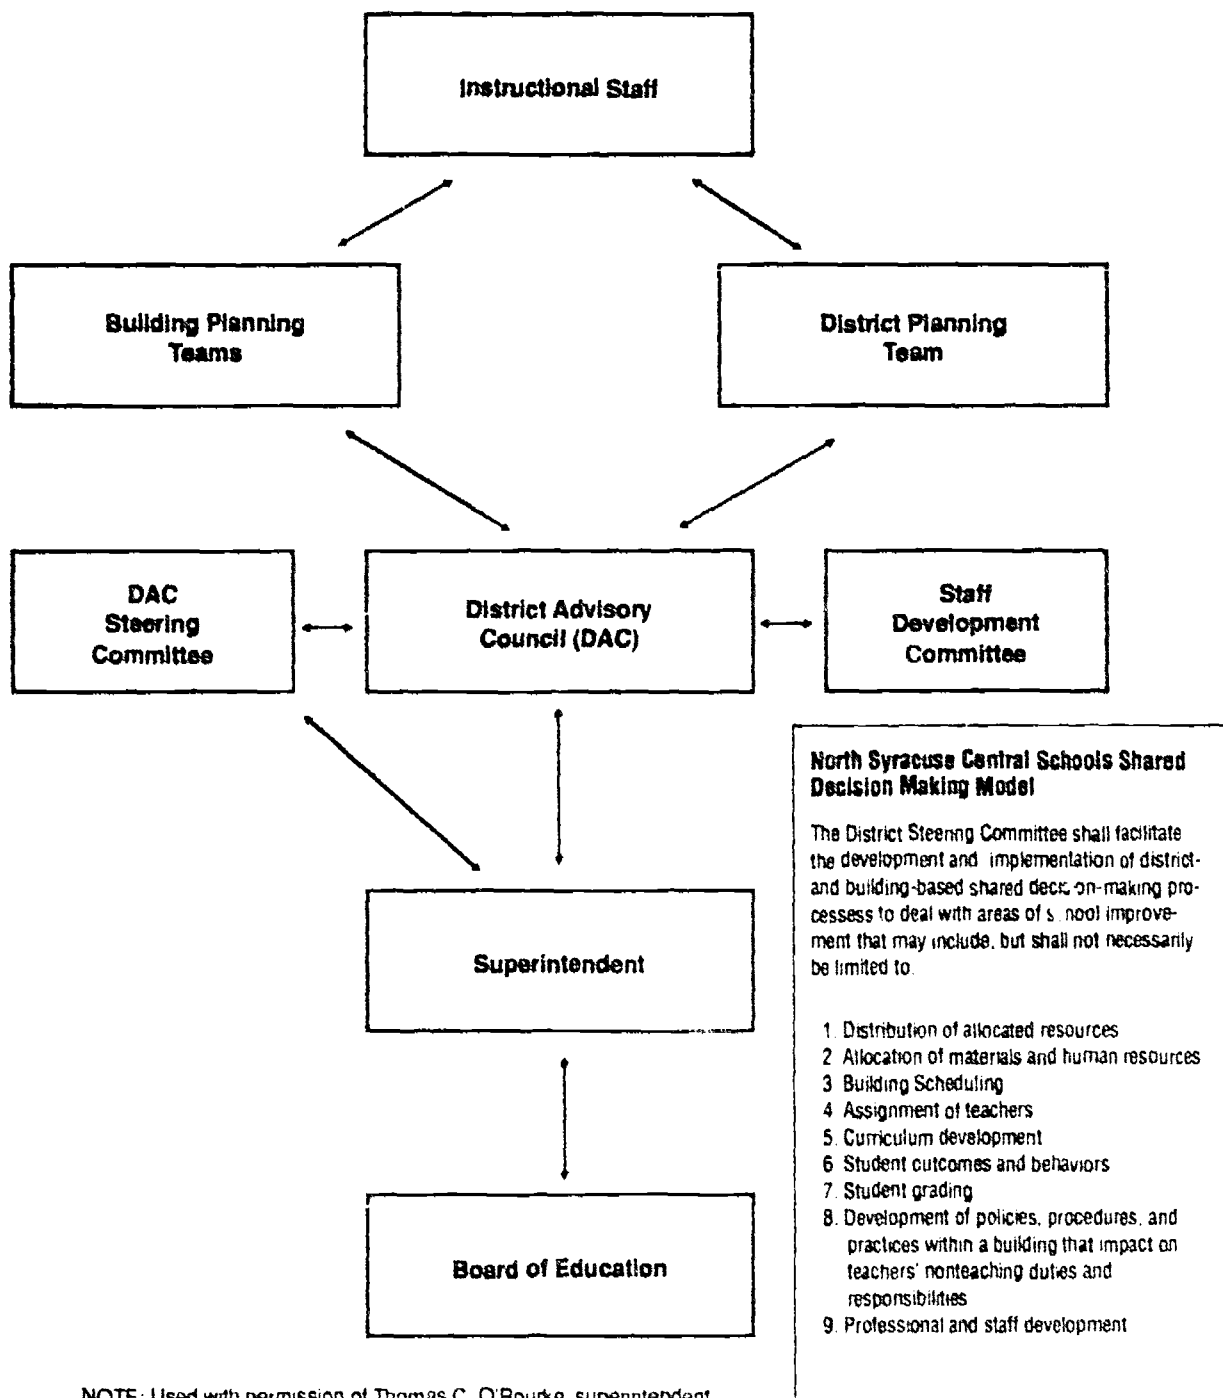 Instructional Staff
Building Planning
Teams
District Planning
Team
DAC
Steering
Committee
District Advisory
Council (DAC)
Staff
Development
Committee
Superintendent
Board of Education
North Syracuse Central Schools Shared
Decision Making Model
The District Steering Committee shall facilitate
the development and implementation of district-
and building-based shared making pro-
cessess to deal with areas of improve-
ment that may include, but shall not necessarily
be limited to.
1. Distribution of allocated resources
2 Allocation of materials and human resources
3 Building Scheduling
4 Assignment of teachers
5. Curriculum development
6 Student outcomes and behaviors
7. Student grading
8. Development of policies, procedures, and
practices within a building that impact on
teachers' nonteaching duties and
responsibilities
9. Professional and staff development
NOTE: Used with permission of Thomas C. O'Rourke, superintendent